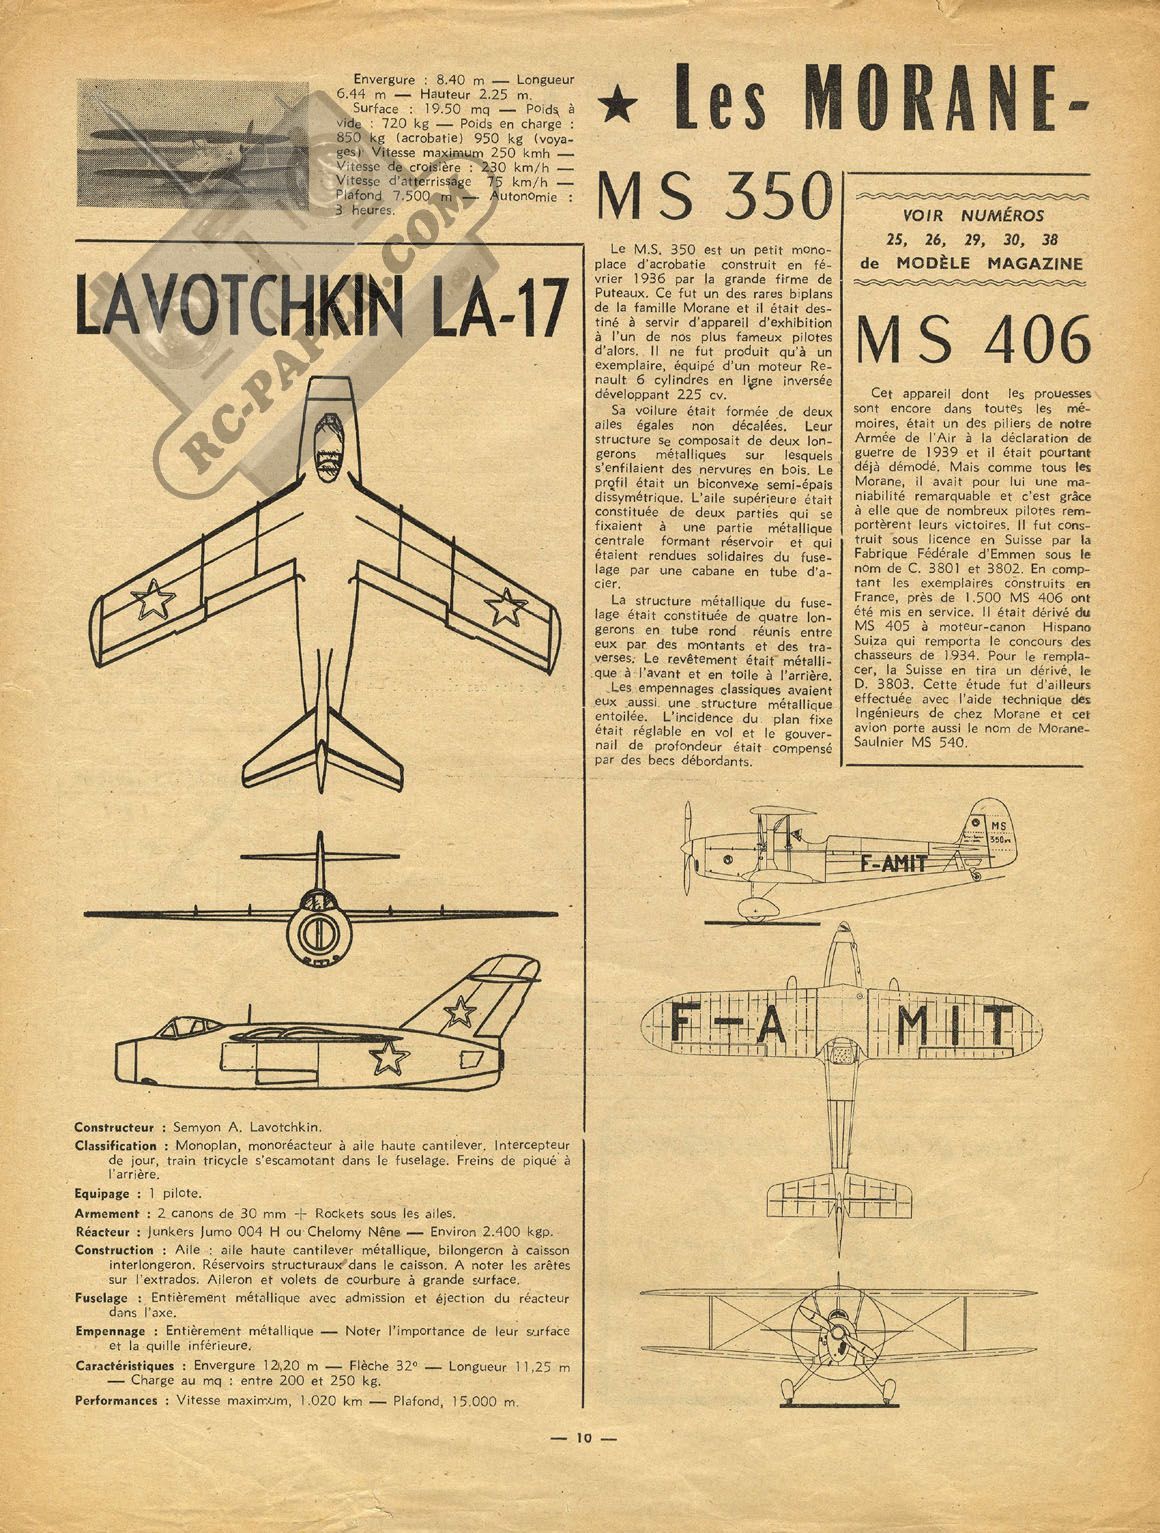 Envergure : 8.40 m — Longueur
6.44 m — Hauteur 2.25 m.
Surface : 19.50 mq — Poids à
vide : 720 kg — Poids en charge :
850 kg (acrobatie) 950 kg (voya-
ges) Vitesse maximum 250 kmh —
Vitesse de croisière : 230 km/h —
Vitesse d'atterrissage 75 km/h —
Plafond 7.500 m — Autonomie :
3 heures.
RC-PAPER.COM
LAVOTCHKIN LA-17
Constructeur : Semyon A. Lavotchkin.
Classification : Monoplan, monoréacteur à aile haute cantilever. Intercepteur
de jour, train tricycle s'escamotant dans le fuselage. Freins de piqué à
l'arrière.
Equipage : 1 pilote.
Armement : 2 canons de 30 mm + Rockets sous les ailes.
Réacteur : Junkers Jumo 004 H ou Chelomy Nêne — Environ 2.400 kgp.
Construction : Aile : aile haute cantilever métallique, bilongeron à caisson
interlongeron. Réservoirs structuraux dans le caisson. A noter les arêtes
sur l'extrados. Aileron et volets de courbure à grande surface.
Fuselage : Entièrement métallique avec admission et éjection du réacteur
dans l'axe.
Empennage : Entièrement métallique — Noter l'importance de leur surface
et la quille inférieure.
Caractéristiques : Envergure 12,20 m — Flèche 32° — Longueur 11,25 m
— Charge au mq : entre 200 et 250 kg.
Performances : Vitesse maximum, 1.020 km — Plafond, 15.000 m.
★ Les MORANE-
MS 350
Le M.S. 350 est un petit mono-
place d'acrobatie construit en fé-
vrier 1936 par la grande firme de
Puteaux. Ce fut un des rares biplans
de la famille Morane et il était des-
tiné à servir d'appareil d'exhibition
à l'un de nos plus fameux pilotes
d'alors. Il ne fut produit qu'à un
exemplaire, équipé d'un moteur Re-
nault 6 cylindres en ligne inversée
développant 225 cv.
Sa voilure était formée de deux
ailes égales non décalées. Leur
structure se composait de deux lon-
gerons métalliques sur lesquels
s'enfilaient des nervures en bois. Le
profil était un biconvexe semi-épais
dissymétrique. L'aile supérieure était
constituée de deux parties qui se
fixaient à une partie métallique
centrale formant réservoir et qui
étaient rendues solidaires du fuse-
lage par une cabane en tube d'a-
cier.
La structure métallique du fuse-
lage était constituée de quatre lon-
gerons en tube rond réunis entre
eux par des montants et des tra-
verses. Le revêtement était métalli-
que à l'avant et en toile à l'arrière.
Les empennages classiques avaient
eux aussi une structure métallique
entoilée. L'incidence du plan fixe
était réglable en vol et le gouver-
nail de profondeur était compensé
par des becs débordants.
VOIR NUMÉROS
25, 26, 29, 30, 38
de MODÈLE MAGAZINE
MS 406
Cet appareil dont les prouesses
sont encore dans toutes les mé-
moires, était un des piliers de notre
Armée de l'Air à la déclaration de
guerre de 1939 et il était pourtant
déjà démodé. Mais comme tous les
Morane, il avait pour lui une ma-
niabilité remarquable et c'est grâce
à elle que de nombreux pilotes rem-
portèrent leurs victoires. Il fut cons-
truit sous licence en Suisse par la
Fabrique Fédérale d'Emmen sous le
nom de C. 3801 et 3802. En comp-
tant les exemplaires construits en
France, près de 1.500 MS 406 ont
été mis en service. Il était dérivé du
MS 405 à moteur-canon Hispano
Suiza qui remporta le concours des
chasseurs de 1934. Pour le rempla-
cer, la Suisse en tira un dérivé, le
D. 3803. Cette étude fut d'ailleurs
effectuée avec l'aide technique des
Ingénieurs de chez Morane et cet
avion porte aussi le nom de Morane-
Saulnier MS 540.
MS
F-AMIT
F-A MIT
— 10 —